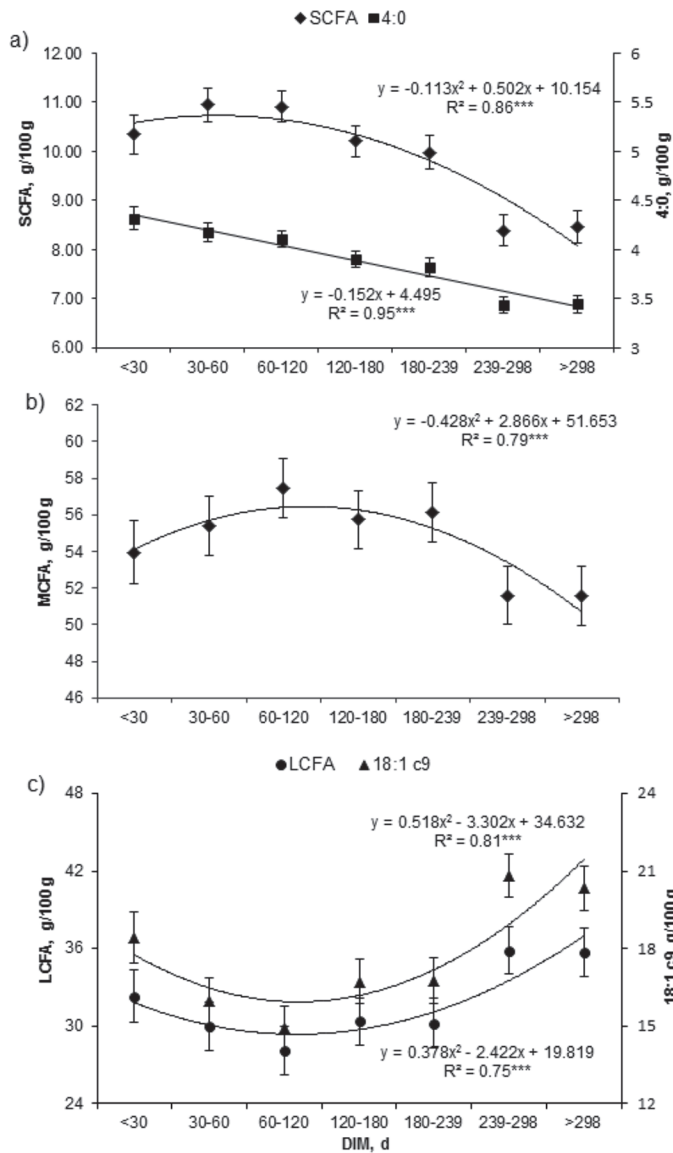 SCFA 4:0
a)
12.00
11.00
10.00
9.00
8.00
7.00
6.00
SCFA, g/100 g
6
5.5
5
4.5
4
3.5
3
4:0, g/100 g
y = -0.113x² + 0.502x + 10.154
R² = 0.86***
y = -0.152x + 4.495
R² = 0.95***
<30 30-60 60-120 120-180 180-239 239-298 >298
b)
62
60
58
56
54
52
50
48
46
MCFA, g/100 g
y = -0.428x² + 2.866x + 51.653
R² = 0.79***
<30 30-60 60-120 120-180 180-239 239-298 >298
LCFA 18:1 c9
c)
48
42
36
30
24
LCFA, g/100 g
24
21
18
15
12
18:1 c9, g/100 g
y = 0.518x² - 3.302x + 34.632
R² = 0.81***
y = 0.378x² - 2.422x + 19.819
R² = 0.75***
<30 30-60 60-120 120-180 180-239 239-298 >298
DIM, d